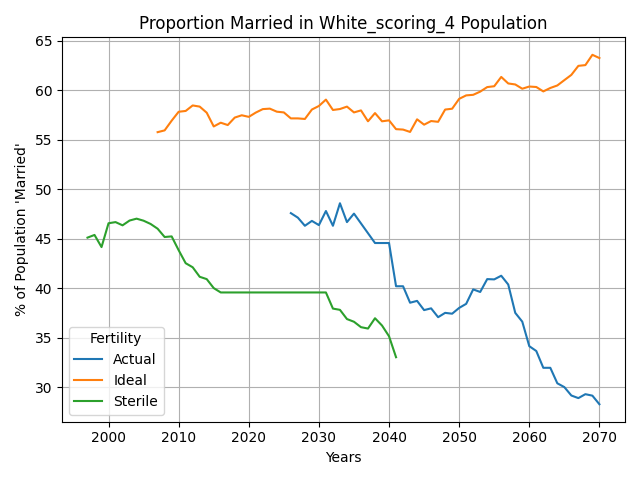 Proportion Married in White_scoring_4 Population
% of Population 'Married'
65
60
55
50
45
40
35
30
Fertility
Actual
Ideal
Sterile
2000 2010 2020 2030 2040 2050 2060 2070
Years